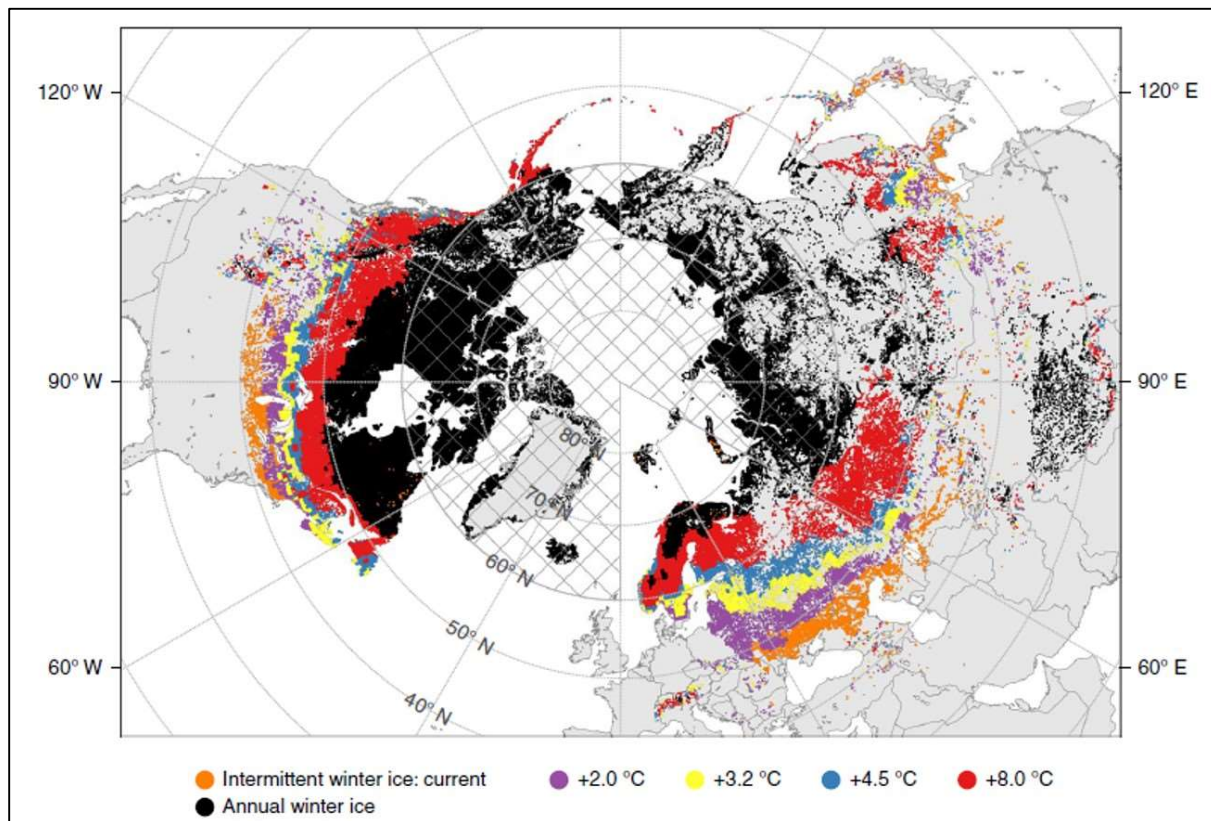 120° W
120° E
90° W
90° E
80° N
70° N
60° N
50° N
60° W
60° E
40° N
Intermittent winter ice: current
+2.0 °C
+3.2 °C
+4.5 °C
+8.0 °C
Annual winter ice